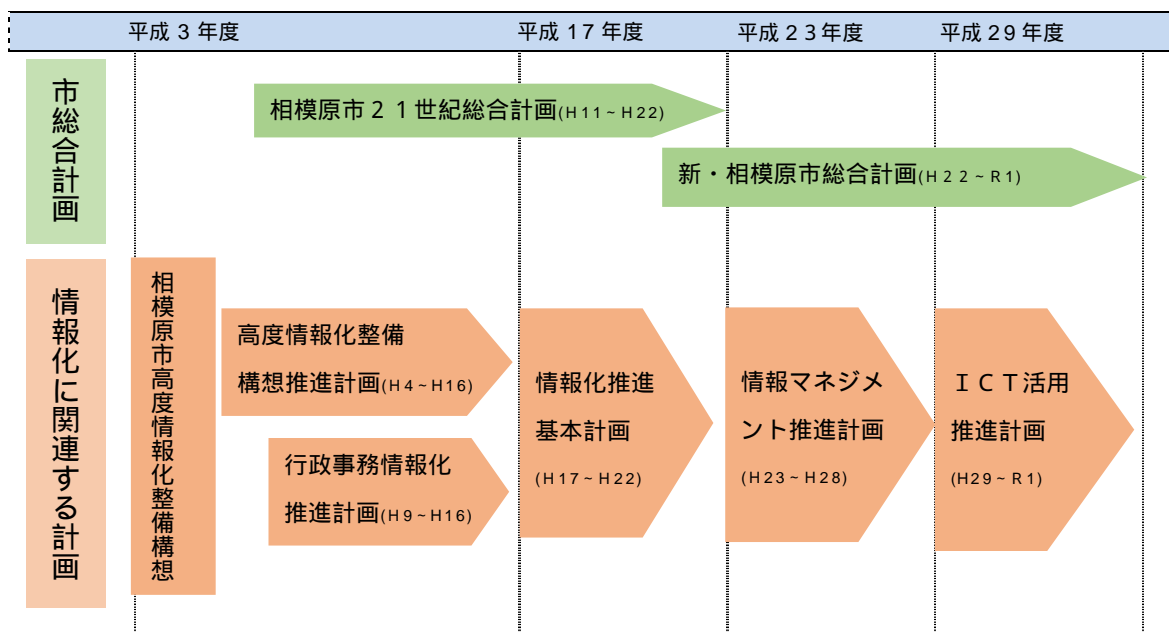 平成 3 年度
平成 17 年度
平成２３年度
平成 29 年度
市総合計画
相模原市２１世紀総合計画(H11~H22)
新・相模原市総合計画(H２２~R1)
情報化に関連する計画
相模原市高度情報化整備構想
高度情報化整備
構想推進計画(H4~H16)
行政事務情報化
推進計画(H9~H16)
情報化推進
基本計画
(H17~H22)
情報マネジメ
ント推進計画
(H23~H28)
ＩＣＴ活用
推進計画
(H29~R1)